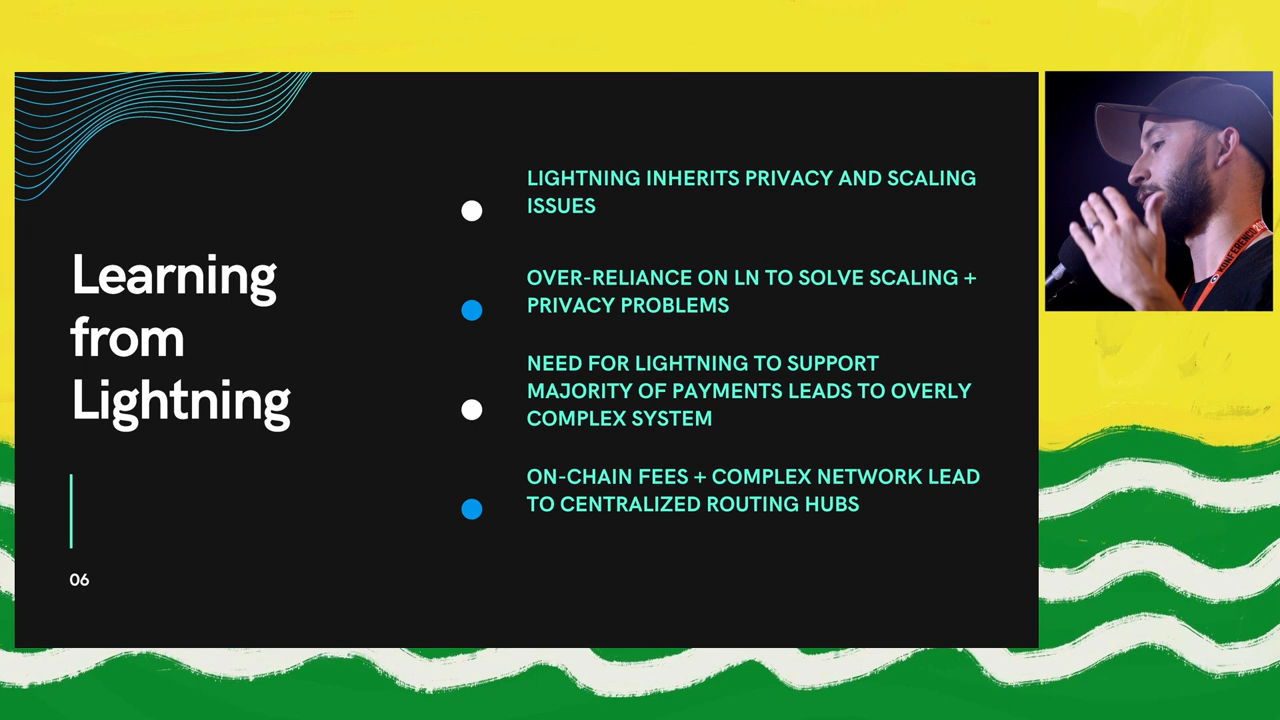 Learning
from
Lightning
06
LIGHTNING INHERITS PRIVACY AND SCALING
ISSUES
OVER-RELIANCE ON LN TO SOLVE SCALING +
PRIVACY PROBLEMS
NEED FOR LIGHTNING TO SUPPORT
MAJORITY OF PAYMENTS LEADS TO OVERLY
COMPLEX SYSTEM
ON-CHAIN FEES + COMPLEX NETWORK LEAD
TO CENTRALIZED ROUTING HUBS